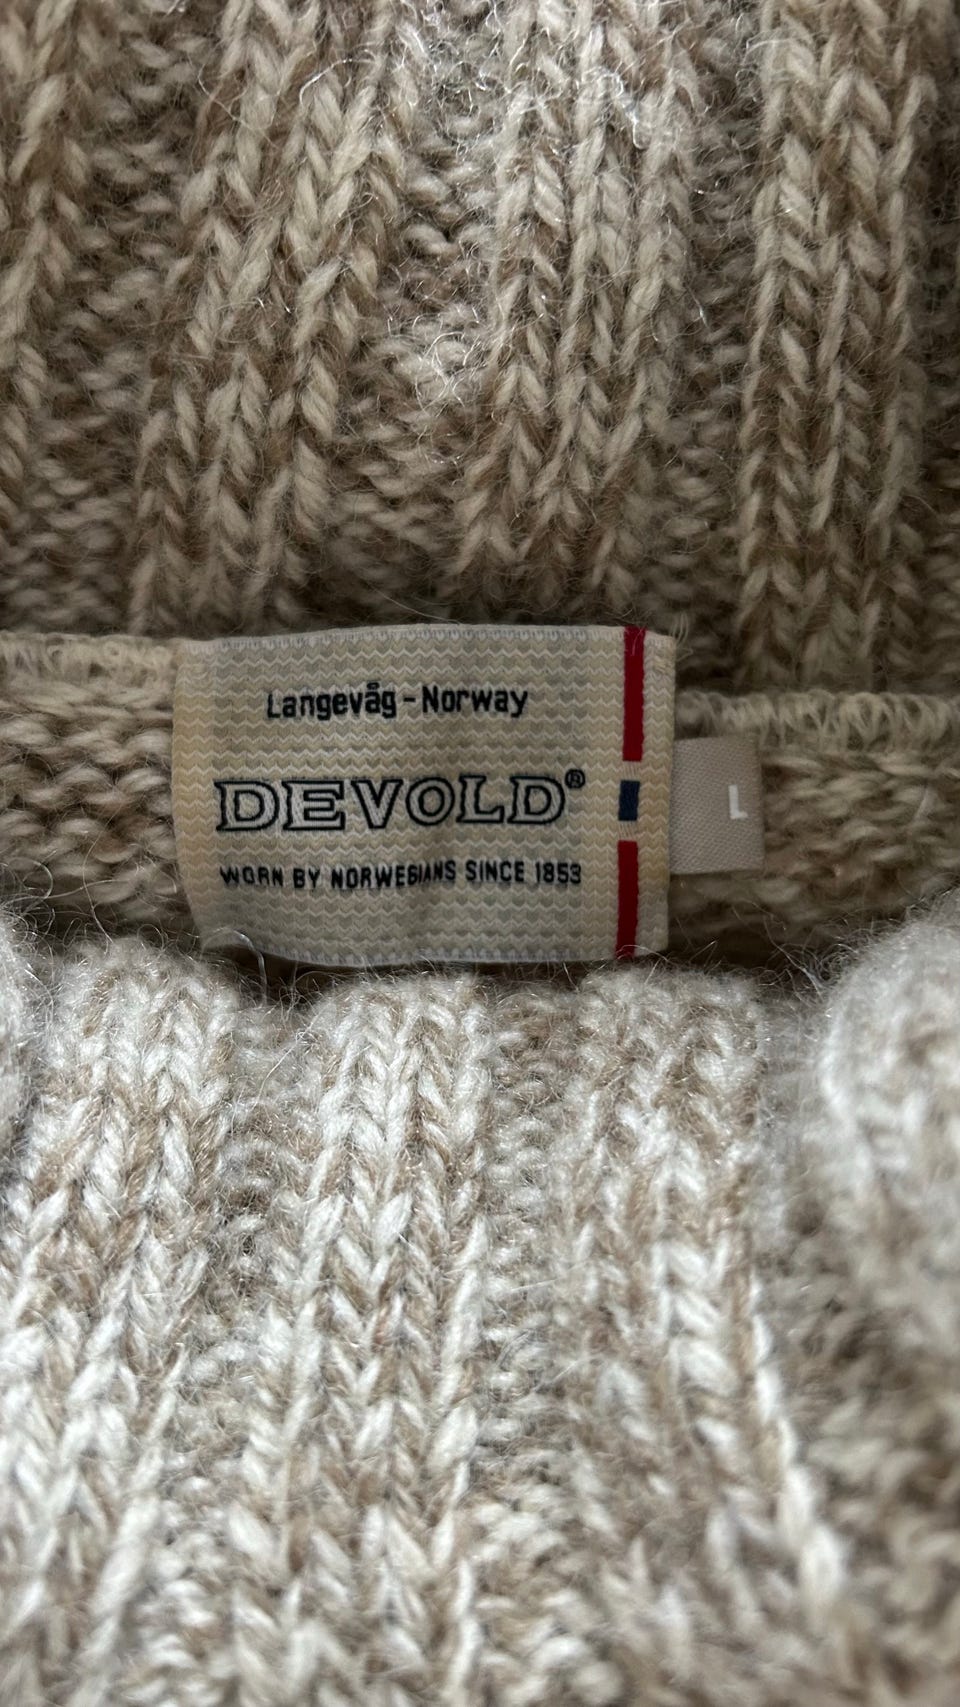 Langevåg - Norway
DEVOLD®
WORN BY NORWEGIANS SINCE 1853
L